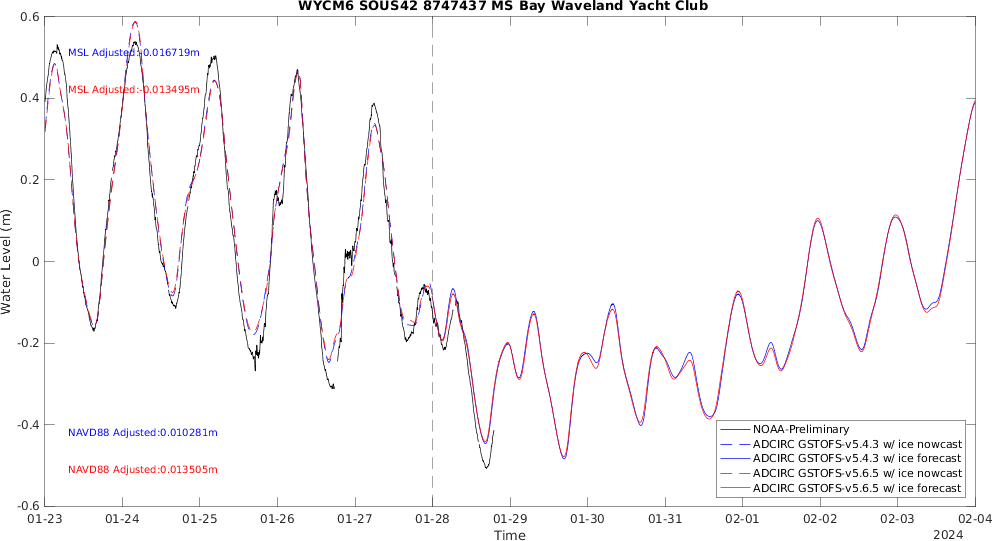 WYCM6 SOUS42 8747437 MS Bay Waveland Yacht Club
0.6
MSL Adjusted:-0.016719m
MSL Adjusted:-0.013495m
0.4
0.2
Water Level (m)
0
-0.2
-0.4
NAVD88 Adjusted:0.010281m
NAVD88 Adjusted:0.013505m
NOAA-Preliminary
ADCIRC GSTOFS-v5.4.3 w/ ice nowcast
ADCIRC GSTOFS-v5.4.3 w/ ice forecast
ADCIRC GSTOFS-v5.6.5 w/ ice nowcast
ADCIRC GSTOFS-v5.6.5 w/ ice forecast
-0.6
01-23 01-24 01-25 01-26 01-27 01-28 01-29 01-30 01-31 02-01 02-02 02-03 02-04
Time
2024